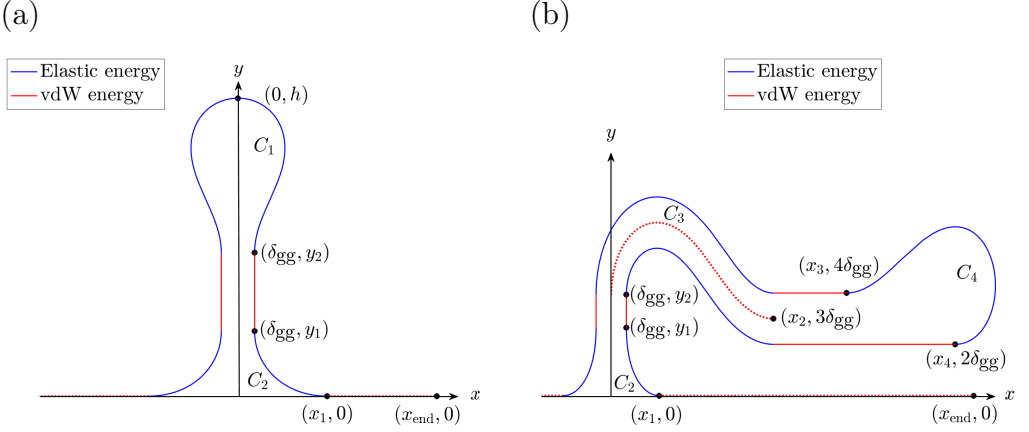 (a)
Elastic energy
vdW energy
y
(0, h)
C₁
(δgg, y₂)
(δgg, y₁)
C₂
x
(x₁, 0)
(xend, 0)
(b)
Elastic energy
vdW energy
y
C₃
(x₃, 4δgg)
C₄
(δgg, y₂)
(x₂, 3δgg)
(δgg, y₁)
(x₄, 2δgg)
C₂
x
(x₁, 0)
(xend, 0)